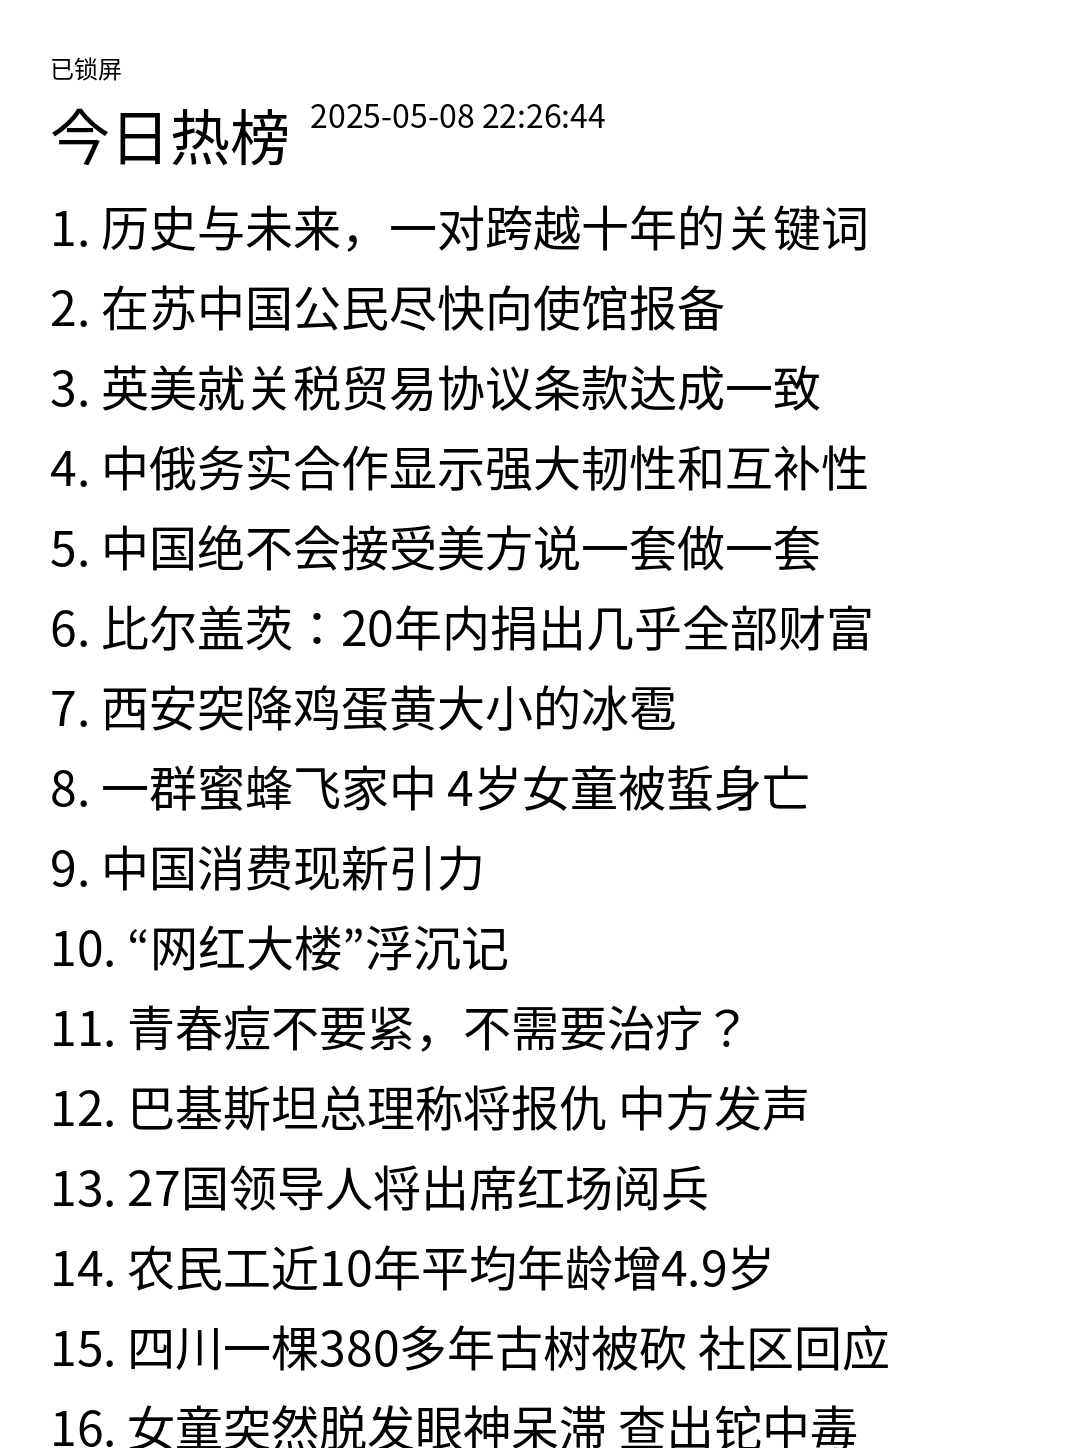 已锁屏
今日热榜 2025-05-08 22:26:44
1. 历史与未来，一对跨越十年的关键词
2. 在苏中国公民尽快向使馆报备
3. 英美就关税贸易协议条款达成一致
4. 中俄务实合作显示强大韧性和互补性
5. 中国绝不会接受美方说一套做一套
6. 比尔盖茨：20年内捐出几乎全部财富
7. 西安突降鸡蛋黄大小的冰雹
8. 一群蜜蜂飞家中 4岁女童被蜇身亡
9. 中国消费现新引力
10. “网红大楼”浮沉记
11. 青春痘不要紧，不需要治疗？
12. 巴基斯坦总理称将报仇 中方发声
13. 27国领导人将出席红场阅兵
14. 农民工近10年平均年龄增4.9岁
15. 四川一棵380多年古树被砍 社区回应
16. 女童突然脱发眼神呆滞 查出铊中毒